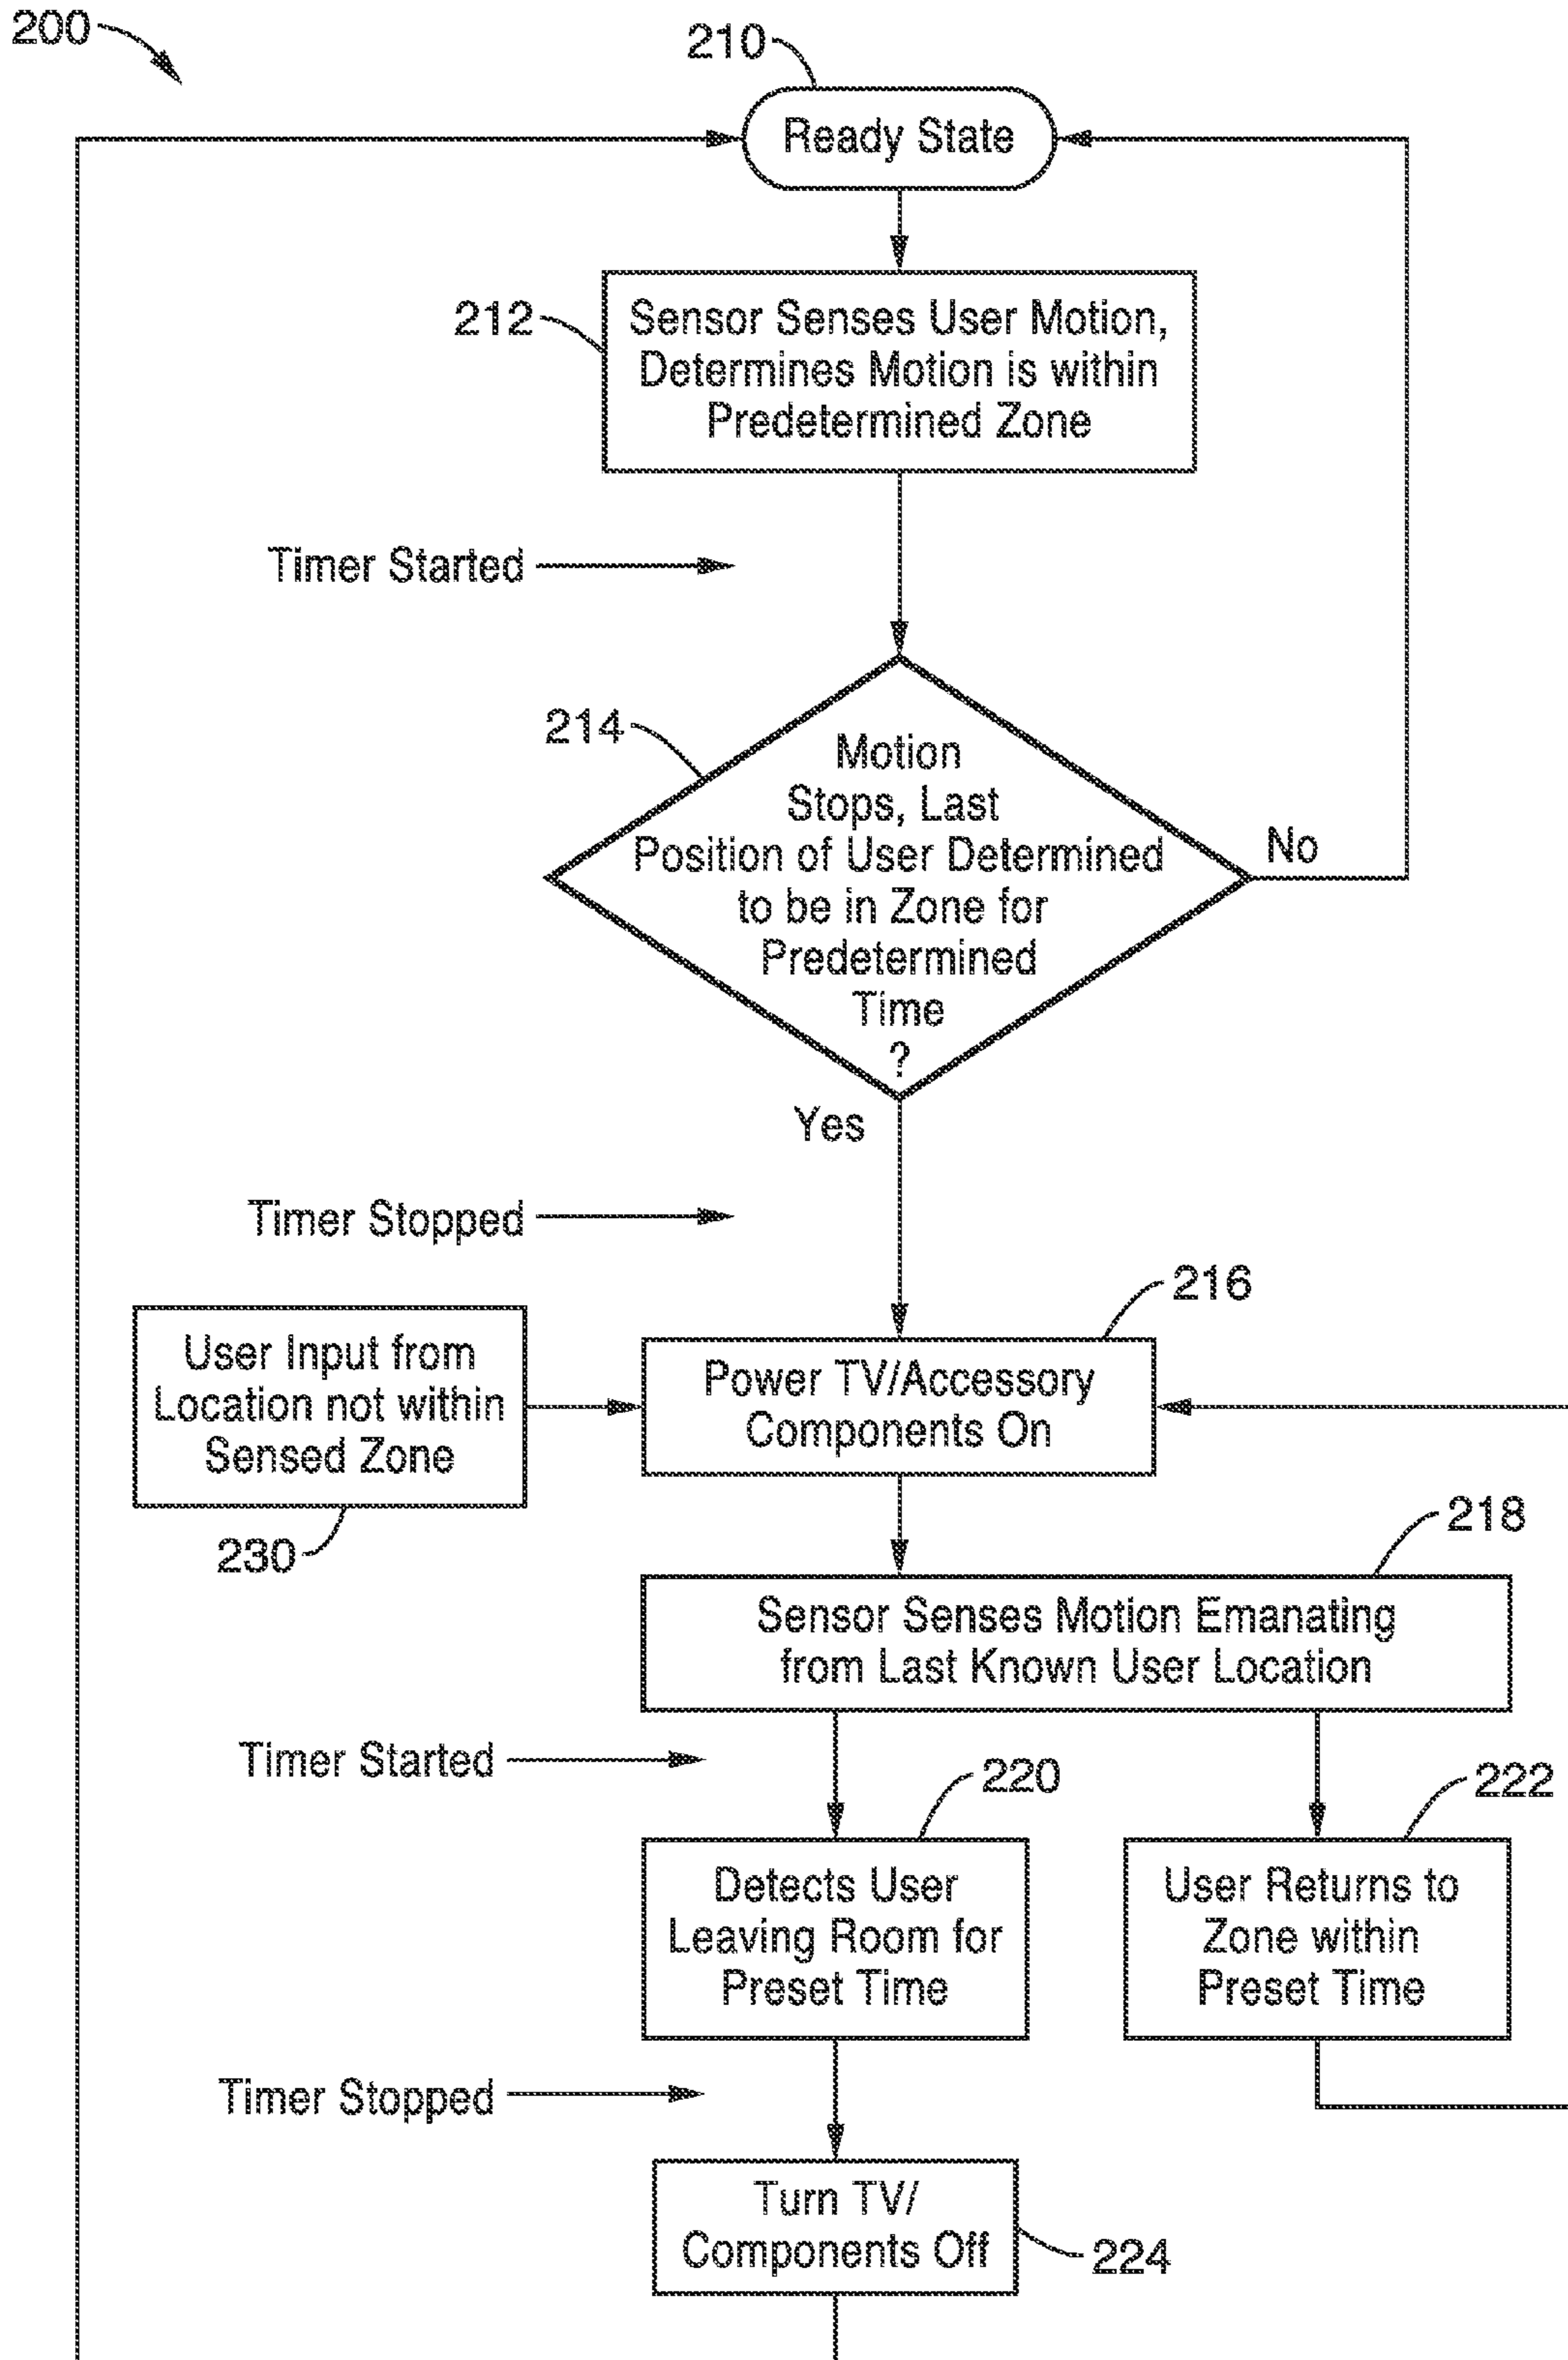 200
210
Ready State
212
Sensor Senses User Motion,
Determines Motion is within
Predetermined Zone
Timer Started
214
Motion
Stops, Last
Position of User Determined
to be in Zone for
Predetermined
Time
?
No
Yes
Timer Stopped
216
User Input from
Location not within
Sensed Zone
230
Power TV/Accessory
Components On
218
Sensor Senses Motion Emanating
from Last Known User Location
Timer Started
220
222
Detects User
Leaving Room for
Preset Time
User Returns to
Zone within
Preset Time
Timer Stopped
Turn TV/
Components Off
224